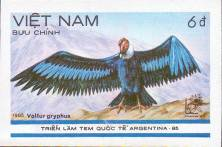 VIỆT NAM
6đ
BƯU CHÍNH
1985 Vultur gryphus
TRIỂN LÃM TEM QUỐC TẾ ARGENTINA - 85